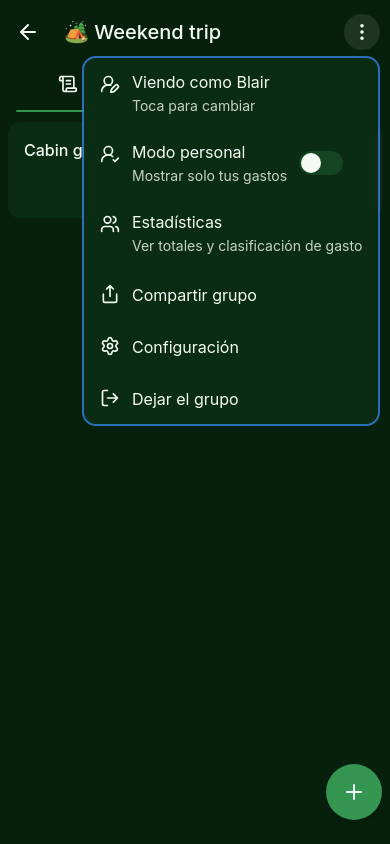 🏕️ Weekend trip
Cabin g
Viendo como Blair
Toca para cambiar
Modo personal
Mostrar solo tus gastos
Estadísticas
Ver totales y clasificación de gasto
Compartir grupo
Configuración
Dejar el grupo